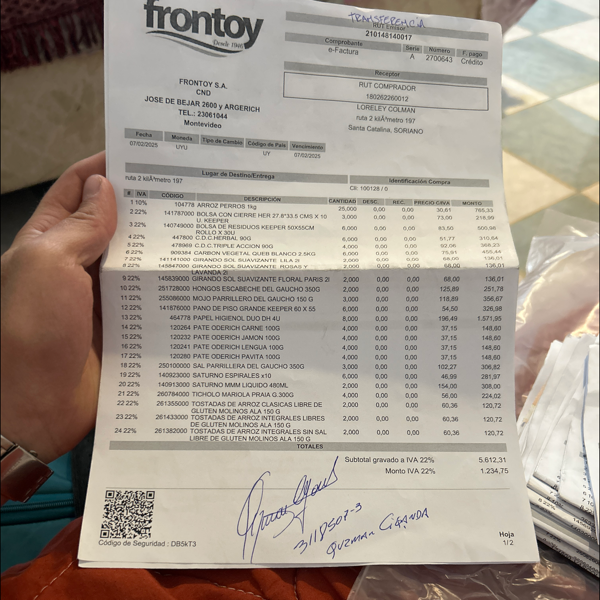 TRANSFERENCIA
frontoy
Desde 1946
RUT Emisor
210148140017
Comprobante Serie Número F. pago
e-Factura A 2700643 Crédito
Receptor
RUT COMPRADOR
180262260012
LORELEY COLMAN
ruta 2 kilÃ³metro 197
Santa Catalina, SORIANO
FRONTOY S.A.
CND
JOSE DE BEJAR 2600 y ARGERICH
TEL.: 23061044
Montevideo
Fecha Moneda Tipo de Cambio Código de País Vencimiento
07/02/2025 UYU UY 07/02/2025
Lugar de Destino/Entrega Identificación Compra
ruta 2 kilÃ³metro 197 Cli: 100128 / 0
# IVA CODIGO DESCRIPCIÓN CANTIDAD DESC. REC. PRECIO C/IVA MONTO
1 10% 104778 ARROZ PERROS 1kg 25,000 0,00 0,00 30,61 765,33
2 22% 141787000 BOLSA CON CIERRE HER 27.8*33.5 CMS X 10 U. KEEPER 3,000 0,00 0,00 73,00 218,99
3 22% 140749000 BOLSA DE RESIDUOS KEEPER 50X55CM ROLLO X 30U 6,000 0,00 0,00 83,50 500,98
4 22% 447800 C.D.C.HERBAL 90G 6,000 0,00 0,00 51,77 310,64
5 22% 478969 C.D.C.TRIPLE ACCION 90G 4,000 0,00 0,00 92,06 368,23
6 22% 909384 CARBON VEGETAL QUEB BLANCO 2.5KG 6,000 0,00 0,00 75,91 455,44
7 22% 141141000 GIRANDO SOL SUAVIZANTE. LILA 2l 2,000 0,00 0,00 68,00 136,01
8 22% 145847000 GIRANDO SOL SUAVIZANTE. ROSAS Y LAVANDA 2l 2,000 0,00 0,00 68,00 136,01
9 22% 145839000 GIRANDO SOL SUAVIZANTE FLORAL PARIS 2l 2,000 0,00 0,00 68,00 136,01
10 22% 251728000 HONGOS ESCABECHE DEL GAUCHO 350G 2,000 0,00 0,00 125,89 251,78
11 22% 255086000 MOJO PARRILLERO DEL GAUCHO 150 G 3,000 0,00 0,00 118,89 356,67
12 22% 141876000 PANO DE PISO GRANDE KEEPER 60 X 55 6,000 0,00 0,00 54,50 326,98
13 22% 464778 PAPEL HIGIENOL DUO DH 4U 8,000 0,00 0,00 196,49 1.571,95
14 22% 120264 PATE ODERICH CARNE 100G 4,000 0,00 0,00 37,15 148,60
15 22% 120232 PATE ODERICH JAMON 100G 4,000 0,00 0,00 37,15 148,60
16 22% 120241 PATE ODERICH LENGUA 100G 4,000 0,00 0,00 37,15 148,60
17 22% 120280 PATE ODERICH PAVITA 100G 4,000 0,00 0,00 37,15 148,60
18 22% 250100000 SAL PARRILLERA DEL GAUCHO 350G 3,000 0,00 0,00 102,27 306,82
19 22% 140923000 SATURNO ESPIRALES x10 6,000 0,00 0,00 46,99 281,97
20 22% 140913000 SATURNO MMM LIQUIDO 480ML 2,000 0,00 0,00 154,00 308,00
21 22% 260784000 TICHOLO MARIOLA PRAIA G.300G 4,000 0,00 0,00 56,00 224,02
22 22% 261355000 TOSTADAS DE ARROZ CLASICAS LIBRE DE GLUTEN MOLINOS ALA 150 G 2,000 0,00 0,00 60,36 120,72
23 22% 261433000 TOSTADAS DE ARROZ INTEGRALES LIBRES DE GLUTEN MOLINOS ALA 150 G 2,000 0,00 0,00 60,36 120,72
24 22% 261382000 TOSTADAS DE ARROZ INTEGRALES SIN SAL LIBRE DE GLUTEN MOLINOS ALA 150 G 2,000 0,00 0,00 60,36 120,72
TOTALES
Subtotal gravado a IVA 22% 5.612,31
Monto IVA 22% 1.234,75
GUZMAN CIGANDA
Código de Seguridad : DB5kT3
Hoja
1/2